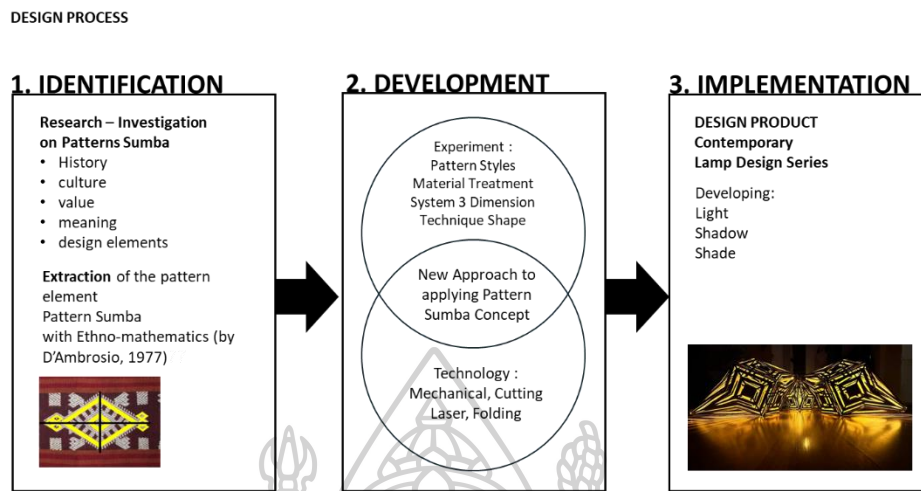 DESIGN PROCESS
1. IDENTIFICATION
Research – Investigation
on Patterns Sumba
• History
• culture
• value
• meaning
• design elements
Extraction of the pattern
element
Pattern Sumba
with Ethno-mathematics (by
D’Ambrosio, 1977)
2. DEVELOPMENT
Experiment :
Pattern Styles
Material Treatment
System 3 Dimension
Technique Shape
New Approach to
applying Pattern
Sumba Concept
Technology :
Mechanical, Cutting
Laser, Folding
3. IMPLEMENTATION
DESIGN PRODUCT
Contemporary
Lamp Design Series
Developing:
Light
Shadow
Shade